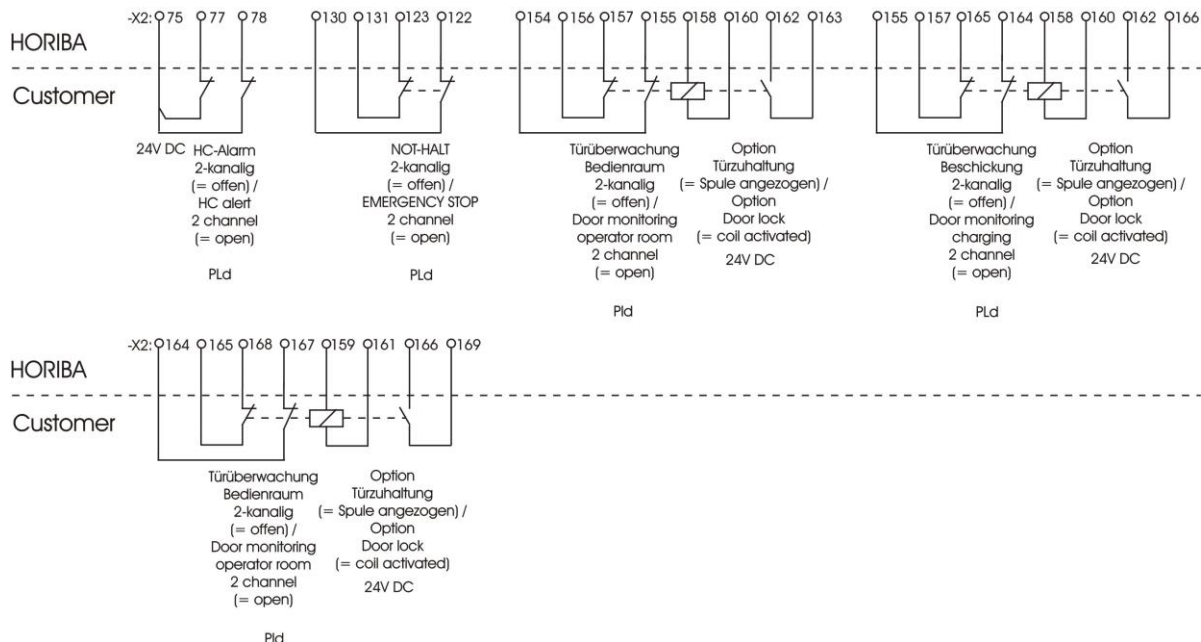 -X2: 75 77 78 130 131 123 122 154 156 157 155 158 160 162 163 155 157 165 164 158 160 162 166
HORIBA
Customer
24V DC
HC-Alarm
2-kanalig
(= offen) /
HC alert
2 channel
(= open)
PLd
NOT-HALT
2-kanalig
(= offen) /
EMERGENCY STOP
2 channel
(= open)
PLd
Türüberwachung
Bedienraum
2-kanalig
(= offen) /
Door monitoring
operator room
2 channel
(= open)
Pld
Option
Türzuhaltung
(= Spule angezogen) /
Option
Door lock
(= coil activated)
24V DC
Türüberwachung
Beschickung
2-kanalig
(= offen) /
Door monitoring
charging
2 channel
(= open)
PLd
Option
Türzuhaltung
(= Spule angezogen) /
Option
Door lock
(= coil activated)
24V DC
-X2: 164 165 168 167 159 161 166 169
HORIBA
Customer
Türüberwachung
Bedienraum
2-kanalig
(= offen) /
Door monitoring
operator room
2 channel
(= open)
Pld
Option
Türzuhaltung
(= Spule angezogen) /
Option
Door lock
(= coil activated)
24V DC